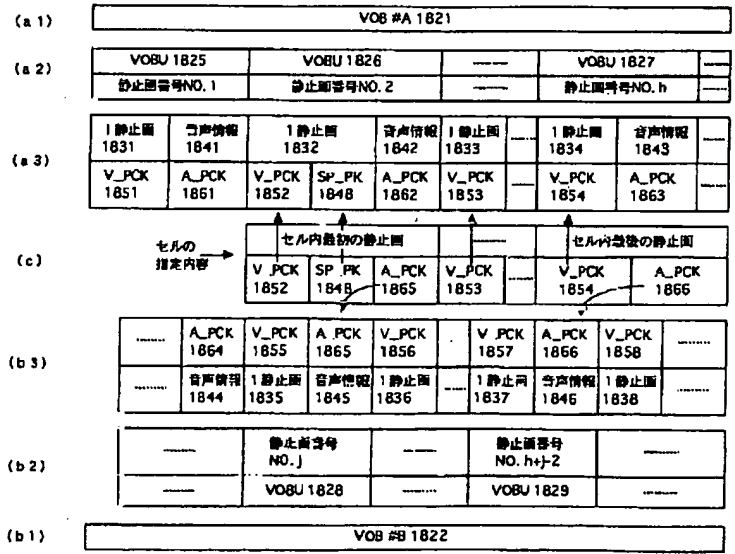 (a1) VOB #A 1821
(a2) VOBU 1825 VOBU 1826 VOBU 1827
静止画番号NO. 1 静止画番号NO. 2 静止画番号NO. h
(a3) I 静止画 音声情報 I 静止画 音声情報 I 静止画 I 静止画 音声情報
1831 1841 1832 1842 1833 1834 1843
V_PCK A_PCK V_PCK SP_PK A_PCK V_PCK V_PCK A_PCK
1851 1861 1852 1848 1862 1853 1854 1863
(c) セルの指定内容 セル内最初の静止画 セル内最後の静止画
V_PCK SP_PK A_PCK V_PCK V_PCK A_PCK
1852 1848 1865 1853 1854 1866
(b3) A_PCK V_PCK A_PCK V_PCK V_PCK A_PCK V_PCK
1864 1855 1865 1856 1857 1866 1858
音声情報 I 静止画 音声情報 I 静止画 I 静止画 音声情報 I 静止画
1844 1835 1845 1836 1837 1846 1838
(b2) 静止画番号 静止画番号
NO. j NO. h+j-2
VOBU 1828 VOBU 1829
(b1) VOB #B 1822